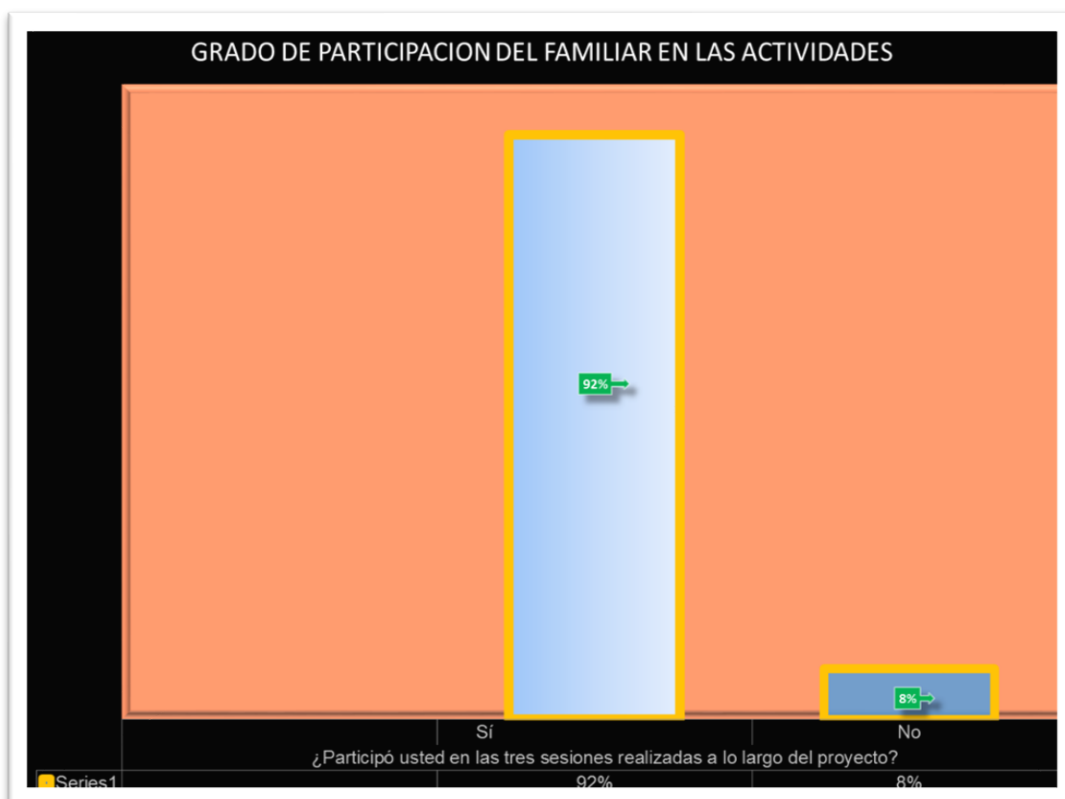 GRADO DE PARTICIPACION DEL FAMILIAR EN LAS ACTIVIDADES
92%
8%
Sí No
¿Participó usted en las tres sesiones realizadas a lo largo del proyecto?
Series1 92% 8%